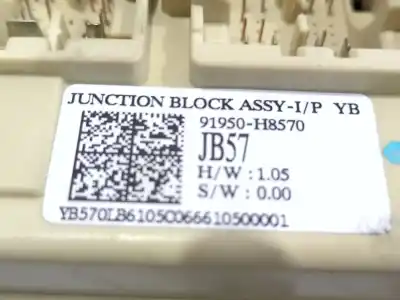 JUNCTION BLOCK ASSY-I/P YB
91950-H8570
JB57
H/W : 1.05
S/W : 0.00
YB570LB6105C066610500001